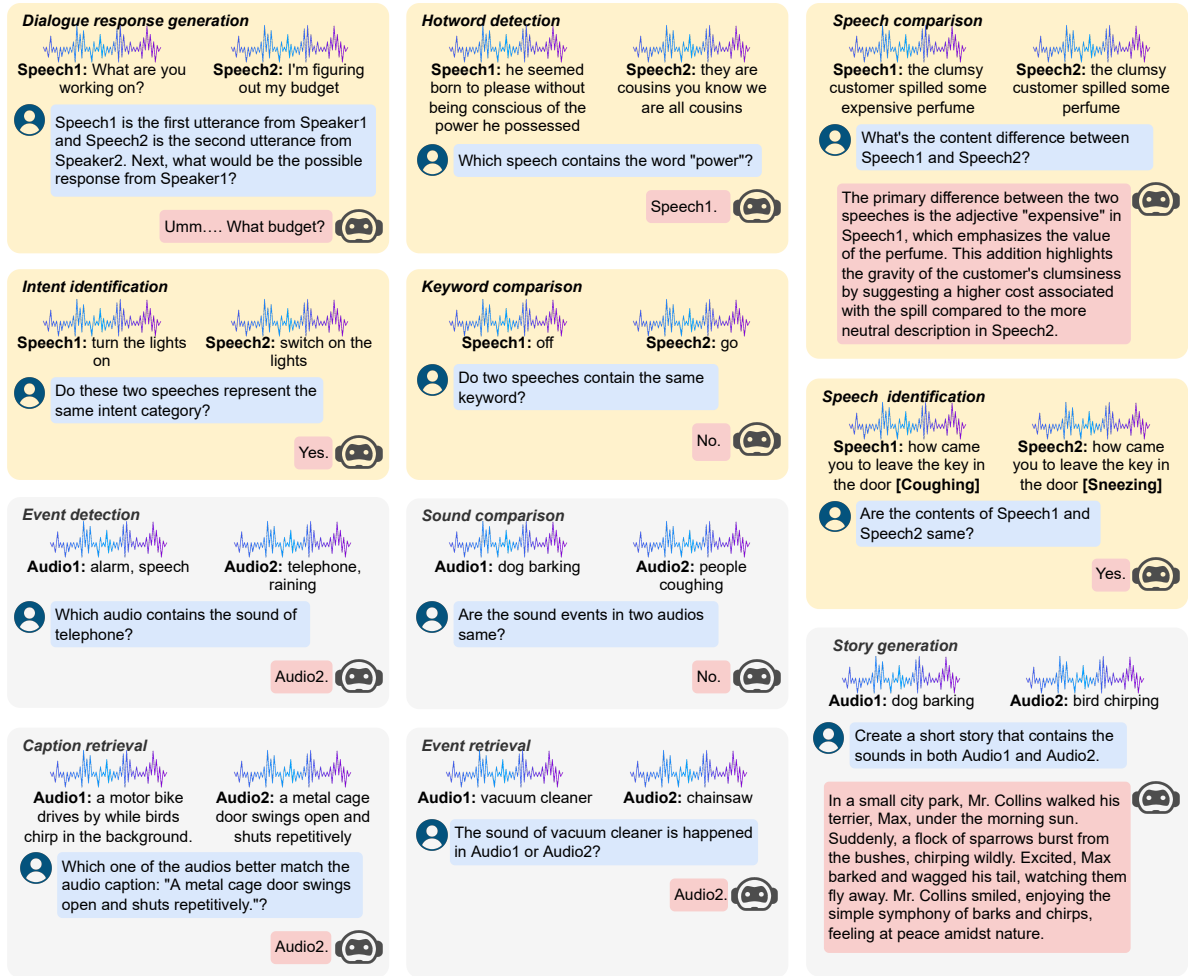 Dialogue response generation
Speech1: What are you
working on?
Speech2: I'm figuring
out my budget
Speech1 is the first utterance from Speaker1
and Speech2 is the second utterance from
Speaker2. Next, what would be the possible
response from Speaker1?
Umm…. What budget?
Hotword detection
Speech1: he seemed
born to please without
being conscious of the
power he possessed
Speech2: they are
cousins you know we
are all cousins
Which speech contains the word "power"?
Speech1.
Speech comparison
Speech1: the clumsy
customer spilled some
expensive perfume
Speech2: the clumsy
customer spilled some
perfume
What's the content difference between
Speech1 and Speech2?
The primary difference between the two
speeches is the adjective "expensive" in
Speech1, which emphasizes the value
of the perfume. This addition highlights
the gravity of the customer's clumsiness
by suggesting a higher cost associated
with the spill compared to the more
neutral description in Speech2.
Intent identification
Speech1: turn the lights
on
Speech2: switch on the
lights
Do these two speeches represent the
same intent category?
Yes.
Keyword comparison
Speech1: off
Speech2: go
Do two speeches contain the same
keyword?
No.
Speech identification
Speech1: how came
you to leave the key in
the door [Coughing]
Speech2: how came
you to leave the key in
the door [Sneezing]
Are the contents of Speech1 and
Speech2 same?
Yes.
Event detection
Audio1: alarm, speech
Audio2: telephone,
raining
Which audio contains the sound of
telephone?
Audio2.
Sound comparison
Audio1: dog barking
Audio2: people
coughing
Are the sound events in two audios
same?
No.
Story generation
Audio1: dog barking
Audio2: bird chirping
Create a short story that contains the
sounds in both Audio1 and Audio2.
In a small city park, Mr. Collins walked his
terrier, Max, under the morning sun.
Suddenly, a flock of sparrows burst from
the bushes, chirping wildly. Excited, Max
barked and wagged his tail, watching them
fly away. Mr. Collins smiled, enjoying the
simple symphony of barks and chirps,
feeling at peace amidst nature.
Caption retrieval
Audio1: a motor bike
drives by while birds
chirp in the background.
Audio2: a metal cage
door swings open and
shuts repetitively
Which one of the audios better match the
audio caption: "A metal cage door swings
open and shuts repetitively."?
Audio2.
Event retrieval
Audio1: vacuum cleaner
Audio2: chainsaw
The sound of vacuum cleaner is happened
in Audio1 or Audio2?
Audio2.